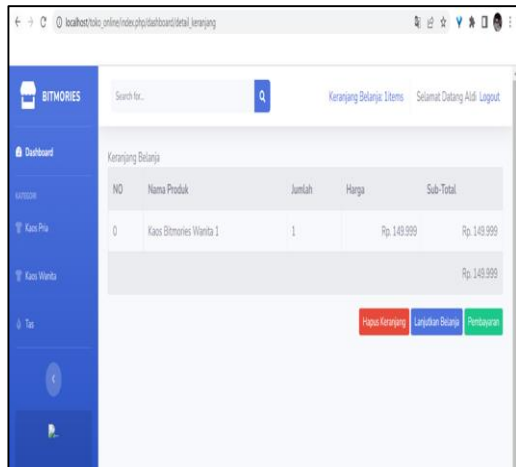 localhost/toko_online/index.php/dashboard/detail_keranjang
BITMORIES
Search for...
Keranjang Belanja: 1items
Selamat Datang Aldi Logout
Dashboard
Keranjang Belanja
KATEGORI
NO Nama Produk Jumlah Harga Sub-Total
Kaos Pria
0 Kaos Bitmories Wanita 1 1 Rp. 149.999 Rp. 149.999
Kaos Wanita
Rp. 149.999
Tas
Hapus Keranjang Lanjutkan Belanja Pembayaran